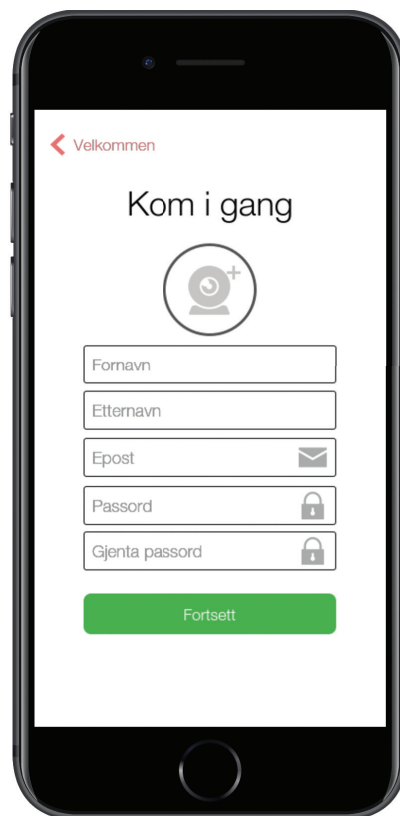 Velkommen
Kom i gang
Fornavn
Etternavn
Epost
Passord
Gjenta passord
Fortsett